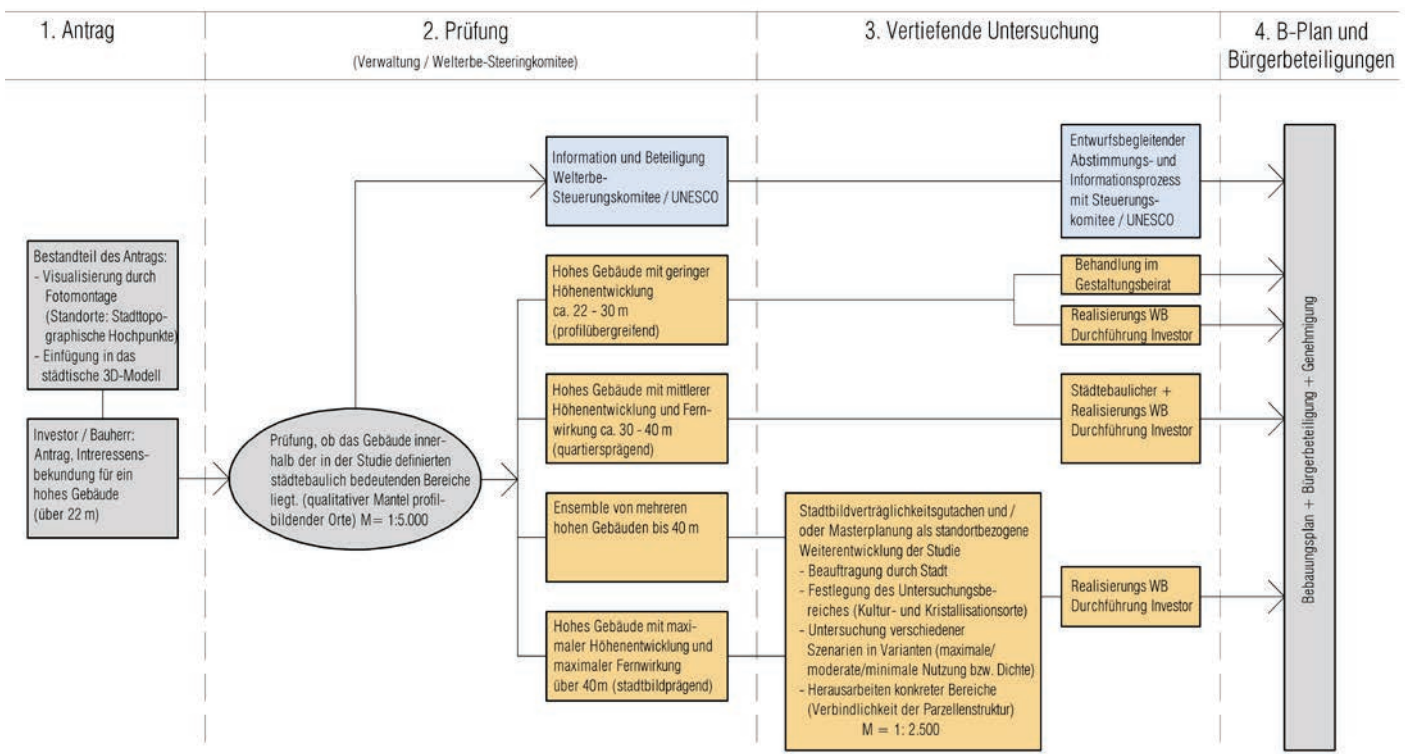 1. Antrag
2. Prüfung
(Verwaltung / Welterbe-Steeringkomitee)
3. Vertiefende Untersuchung
4. B-Plan und
Bürgerbeteiligungen
Bestandteil des Antrags:
- Visualisierung durch
Fotomontage
(Standorte: Stadttopo-
graphische Hochpunkte)
- Einfügung in das
städtische 3D-Modell
Investor / Bauherr:
Antrag, Intreressens-
bekundung für ein
hohes Gebäude
(über 22 m)
Prüfung, ob das Gebäude inner-
halb der in der Studie definierten
städtebaulich bedeutenden Bereiche
liegt. (qualitativer Mantel profil-
bildender Orte) M= 1:5.000
Information und Beteiligung
Welterbe-
Steuerungskomitee / UNESCO
Hohes Gebäude mit geringer
Höhenentwicklung
ca. 22 - 30 m
(profilübergreifend)
Hohes Gebäude mit mittlerer
Höhenentwicklung und Fern-
wirkung ca. 30 - 40 m
(quartiersprägend)
Ensemble von mehreren
hohen Gebäuden bis 40 m
Hohes Gebäude mit maxi-
maler Höhenentwicklung und
maximaler Fernwirkung
über 40m (stadtbildprägend)
Entwurfsbegleitender
Abstimmungs- und
Informationsprozess
mit Steuerungs-
komitee / UNESCO
Behandlung im
Gestaltungsbeirat
Realisierungs WB
Durchführung Investor
Städtebaulicher +
Realisierungs WB
Durchführung Investor
Stadtbildverträglichkeitsgutachen und /
oder Masterplanung als standortbezogene
Weiterentwicklung der Studie
- Beauftragung durch Stadt
- Festlegung des Untersuchungsbe-
reiches (Kultur- und Kristallisationsorte)
- Untersuchung verschiedener
Szenarien in Varianten (maximale/
moderate/minimale Nutzung bzw. Dichte)
- Herausarbeiten konkreter Bereiche
(Verbindlichkeit der Parzellenstruktur)
M = 1: 2.500
Realisierungs WB
Durchführung Investor
Bebauungsplan + Bürgerbeteiligung + Genehmigung